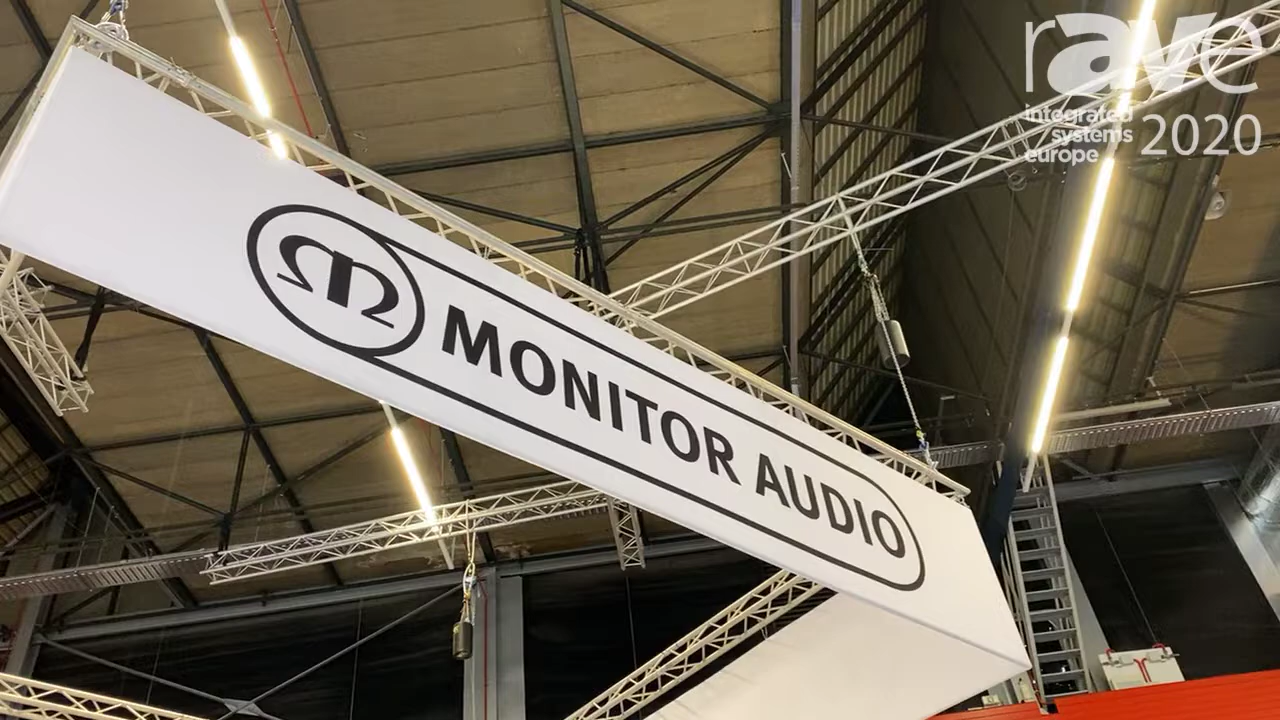 rave
integrated
systems
europe
2020
MONITOR AUDIO